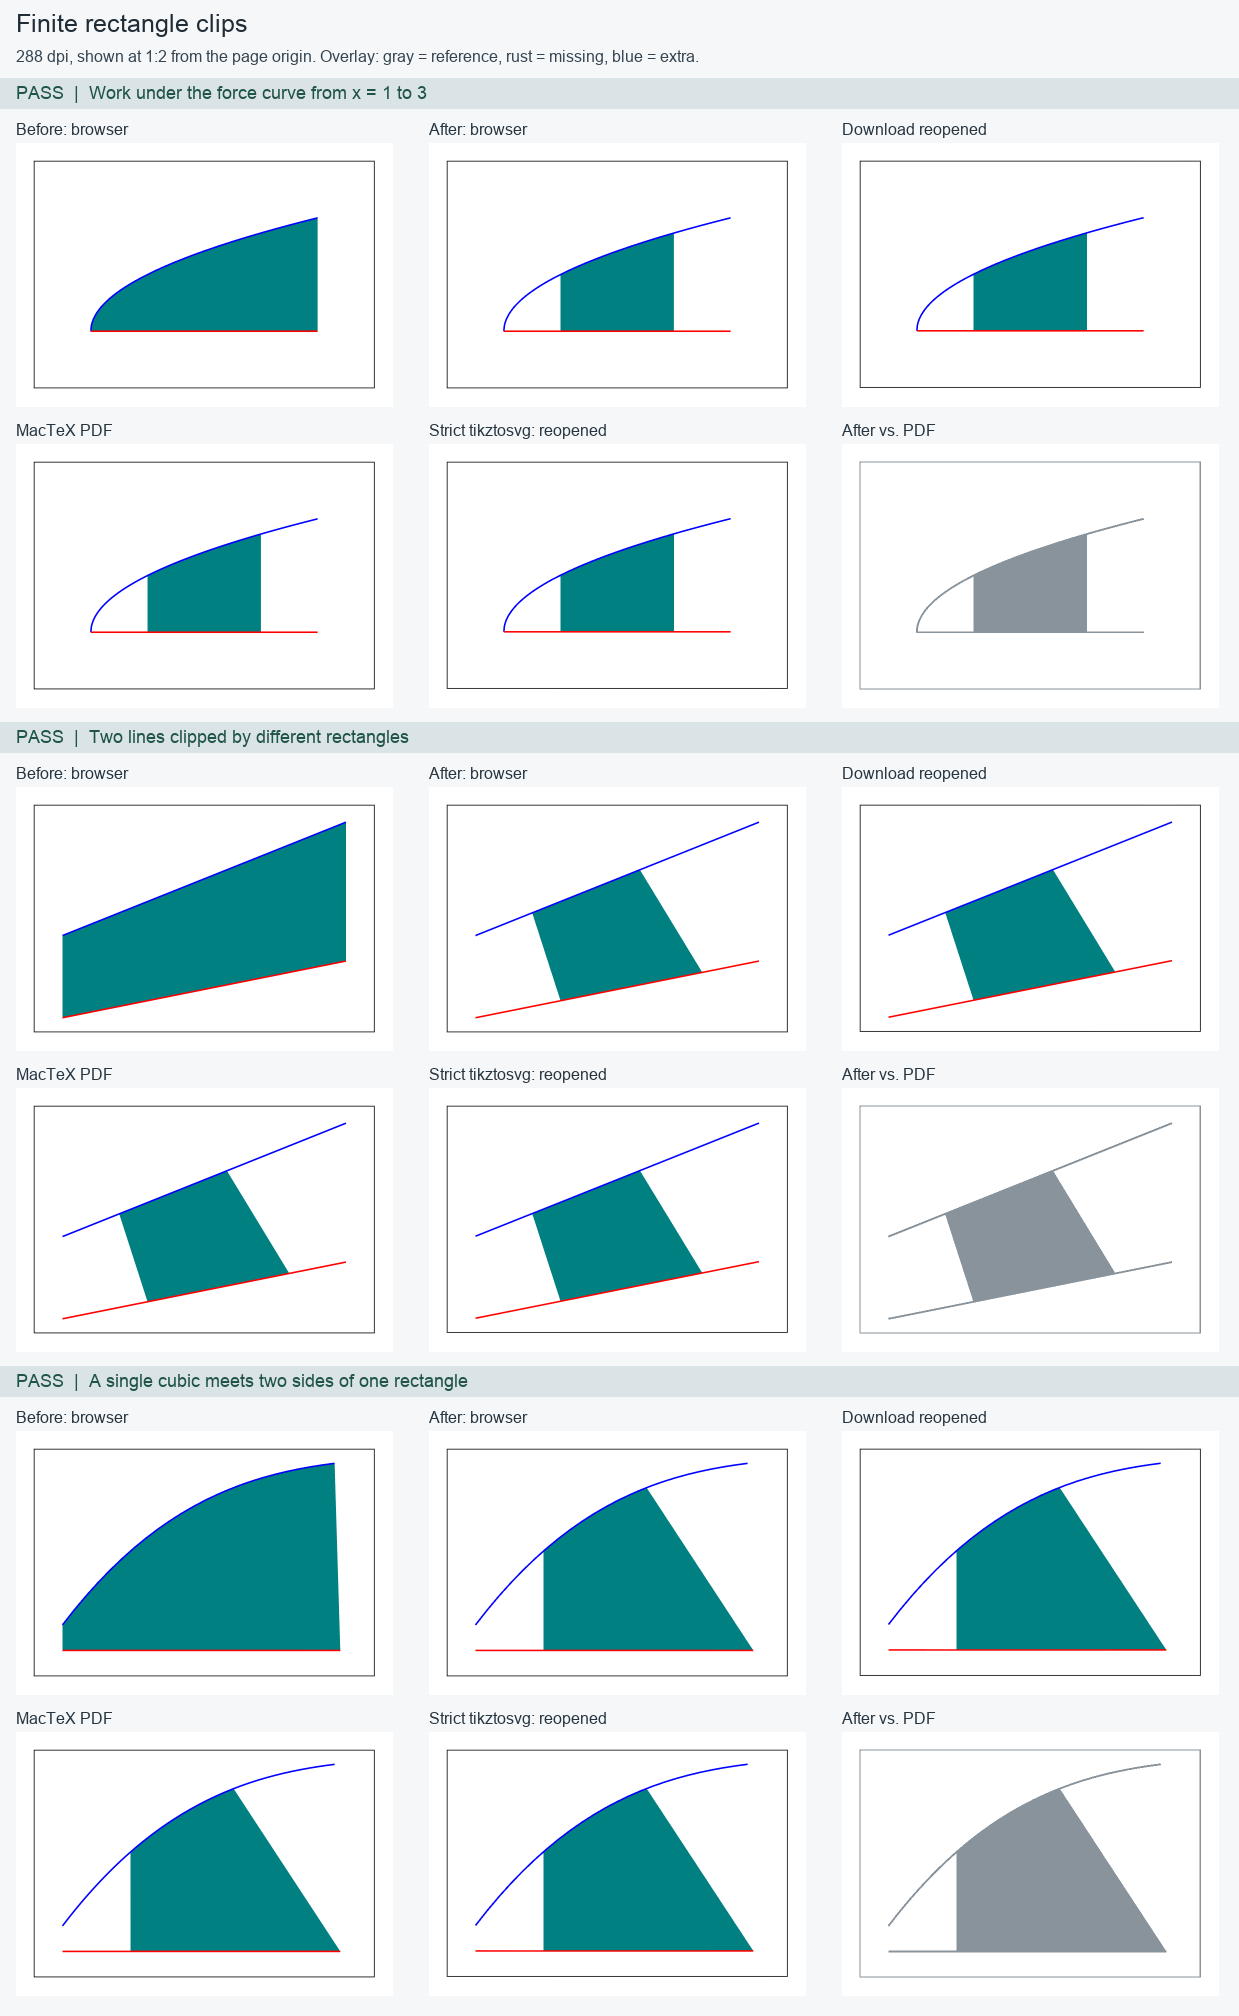 Finite rectangle clips
288 dpi, shown at 1:2 from the page origin. Overlay: gray = reference, rust = missing, blue = extra.
PASS | Work under the force curve from x = 1 to 3
Before: browser
After: browser
Download reopened
MacTeX PDF
Strict tikztosvg: reopened
After vs. PDF
PASS | Two lines clipped by different rectangles
Before: browser
After: browser
Download reopened
MacTeX PDF
Strict tikztosvg: reopened
After vs. PDF
PASS | A single cubic meets two sides of one rectangle
Before: browser
After: browser
Download reopened
MacTeX PDF
Strict tikztosvg: reopened
After vs. PDF